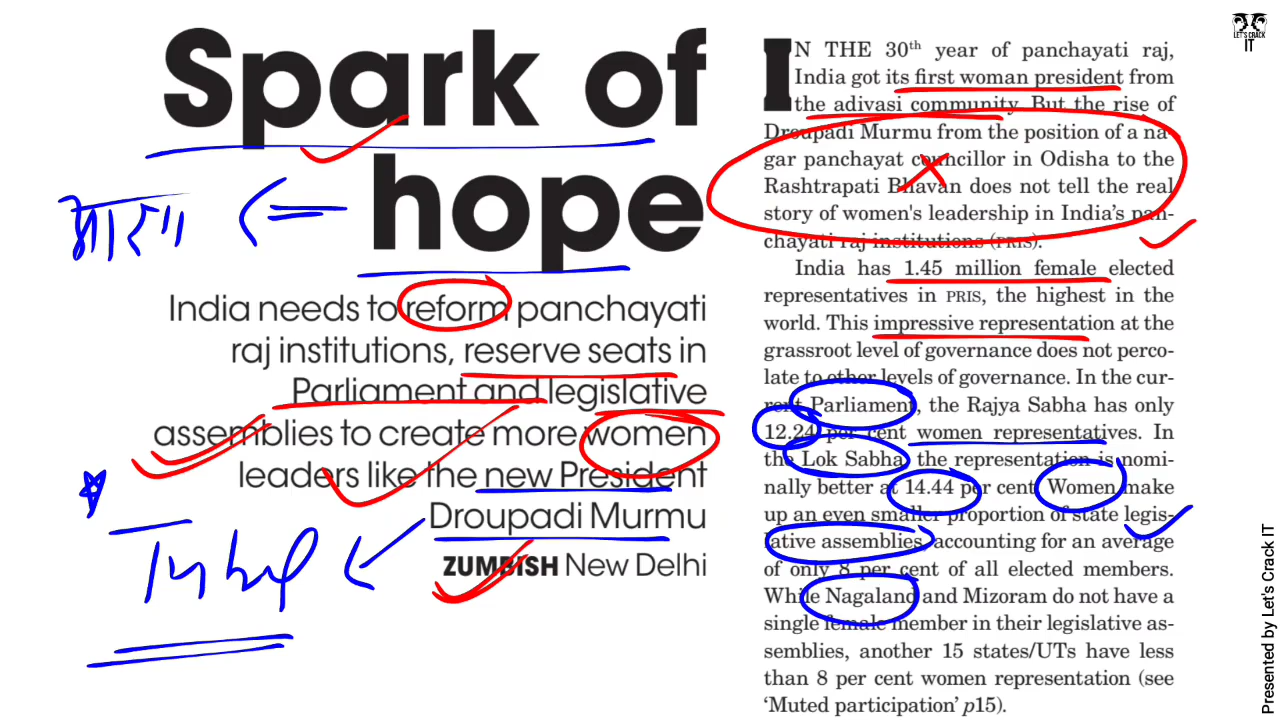 Spark of
hope
India needs to reform panchayati
raj institutions, reserve seats in
Parliament and legislative
assemblies to create more women
leaders like the new President
Droupadi Murmu
ZUMBISH New Delhi
IN THE 30th year of panchayati raj,
India got its first woman president from
the adivasi community. But the rise of
Droupadi Murmu from the position of a na-
gar panchayat councillor in Odisha to the
Rashtrapati Bhavan does not tell the real
story of women's leadership in India's pan-
chayati raj institutions (PRIS).
India has 1.45 million female elected
representatives in PRIS, the highest in the
world. This impressive representation at the
grassroot level of governance does not perco-
late to other levels of governance. In the cur-
rent Parliament, the Rajya Sabha has only
12.24 per cent women representatives. In
the Lok Sabha, the representation is nomi-
nally better at 14.44 per cent. Women make
up an even smaller proportion of state legis-
lative assemblies, accounting for an average
of only 8 per cent of all elected members.
While Nagaland and Mizoram do not have a
single female member in their legislative as-
semblies, another 15 states/UTs have less
than 8 per cent women representation (see
'Muted participation' p15).
LET'S CRACK
IT
Presented by Let's Crack IT